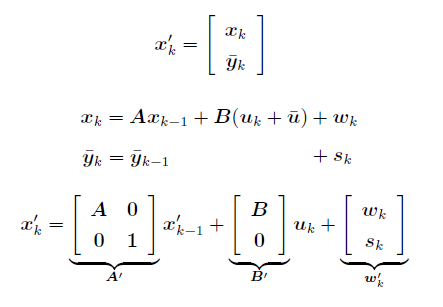 x'_k = [ x_k ; ȳ_k ]
x_k = Ax_{k-1} + B(u_k + ū) + w_k
ȳ_k = ȳ_{k-1} + s_k
x'_k = [ A 0 ; 0 1 ] x'_{k-1} + [ B ; 0 ] u_k + [ w_k ; s_k ]
A' B' w'_k